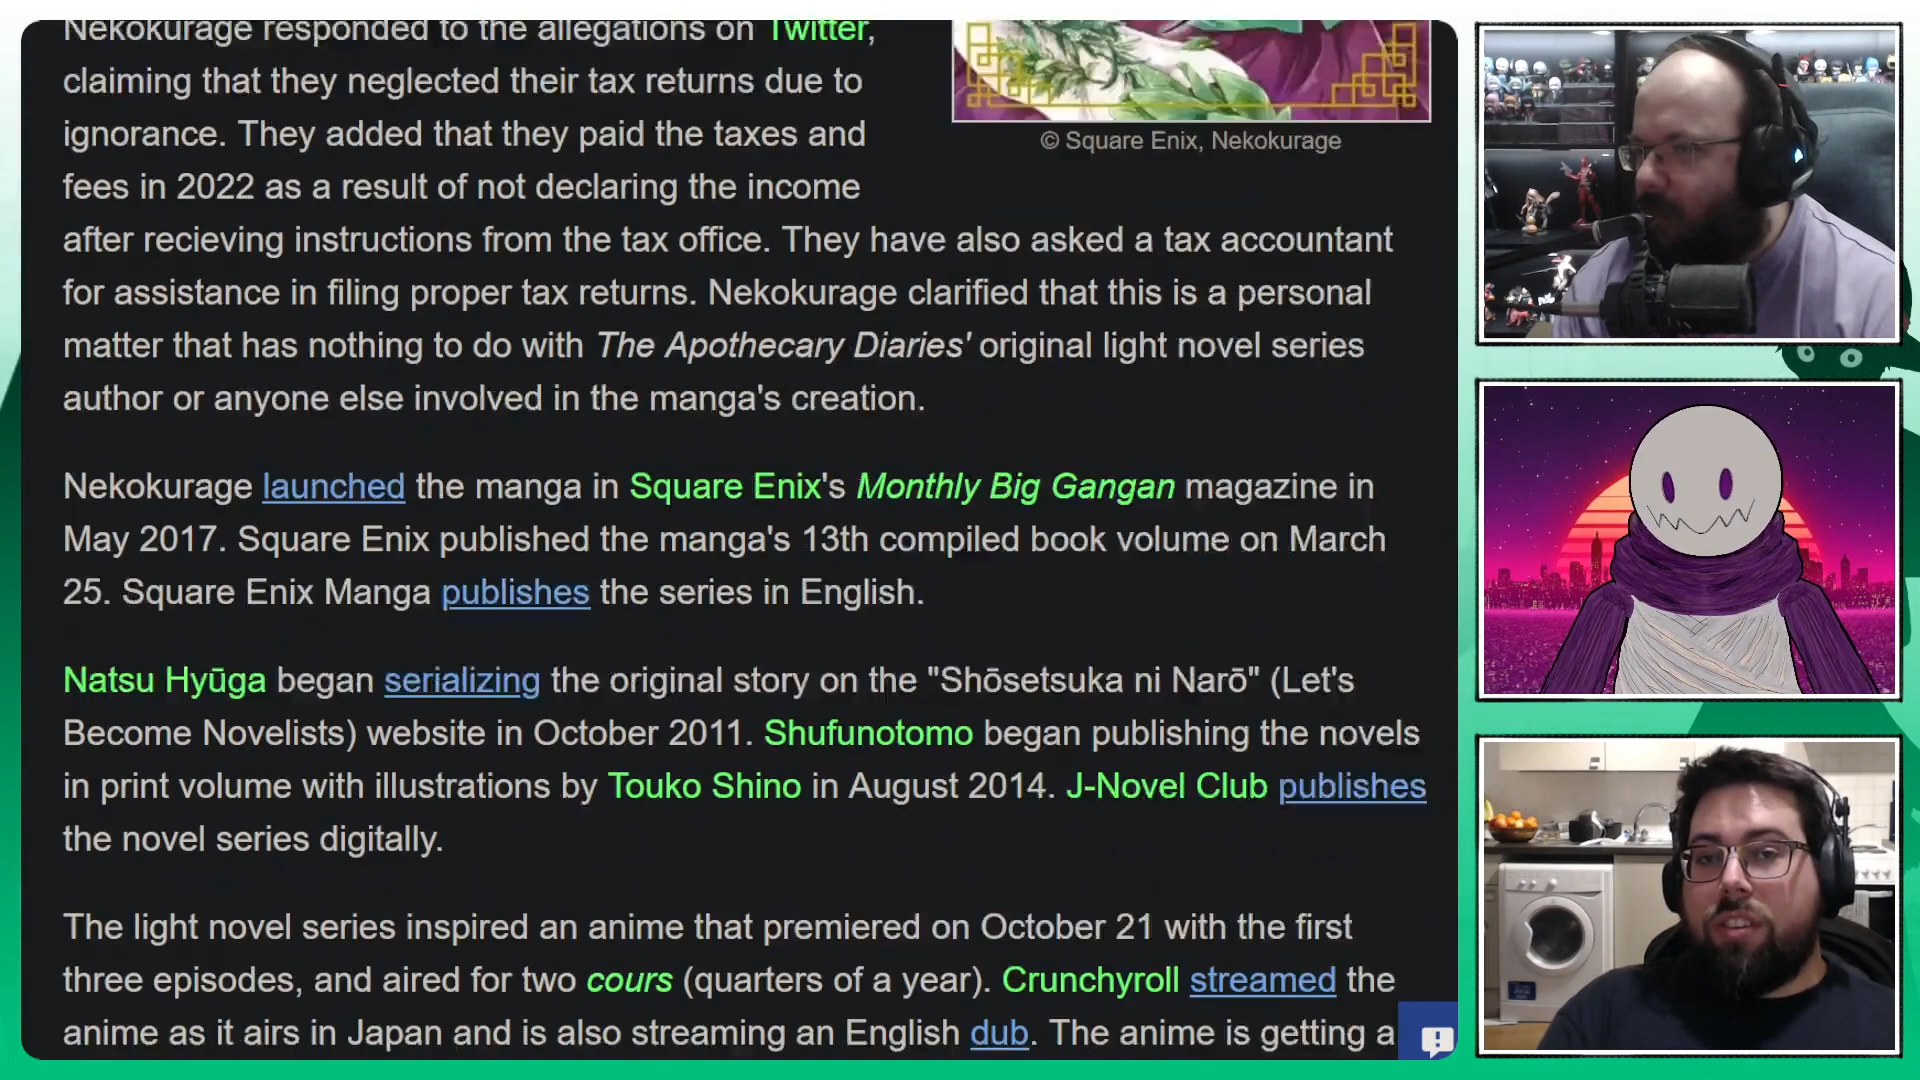 Nekokurage responded to the allegations on Twitter,
claiming that they neglected their tax returns due to
ignorance. They added that they paid the taxes and
fees in 2022 as a result of not declaring the income
after recieving instructions from the tax office. They have also asked a tax accountant
for assistance in filing proper tax returns. Nekokurage clarified that this is a personal
matter that has nothing to do with The Apothecary Diaries' original light novel series
author or anyone else involved in the manga's creation.
© Square Enix, Nekokurage
Nekokurage launched the manga in Square Enix's Monthly Big Gangan magazine in
May 2017. Square Enix published the manga's 13th compiled book volume on March
25. Square Enix Manga publishes the series in English.
Natsu Hyūga began serializing the original story on the "Shōsetsuka ni Narō" (Let's
Become Novelists) website in October 2011. Shufunotomo began publishing the novels
in print volume with illustrations by Touko Shino in August 2014. J-Novel Club publishes
the novel series digitally.
The light novel series inspired an anime that premiered on October 21 with the first
three episodes, and aired for two cours (quarters of a year). Crunchyroll streamed the
anime as it airs in Japan and is also streaming an English dub. The anime is getting a